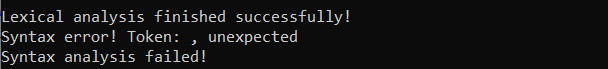 Lexical analysis finished successfully!
Syntax error! Token: , unexpected
Syntax analysis failed!